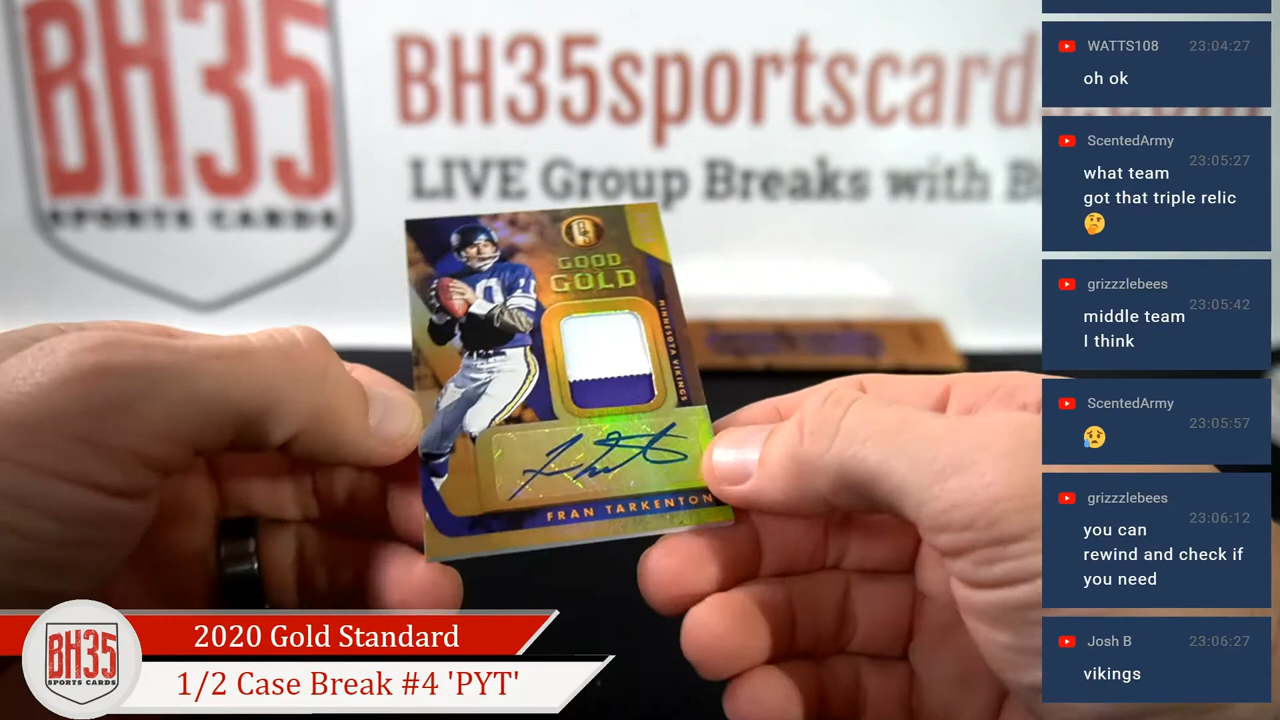 BH35
SPORTS CARDS
BH35sportscard
LIVE Group Breaks with B
GOOD
GOLD
MINNESOTA VIKINGS
10
FRAN TARKENTON
2020 Gold Standard
1/2 Case Break #4 'PYT'
BH35
SPORTS CARDS
WATTS108 23:04:27
oh ok
ScentedArmy 23:05:27
what team
got that triple relic
🤔
grizzzlebees 23:05:42
middle team
I think
ScentedArmy 23:05:57
😥
grizzzlebees 23:06:12
you can
rewind and check if
you need
Josh B 23:06:27
vikings